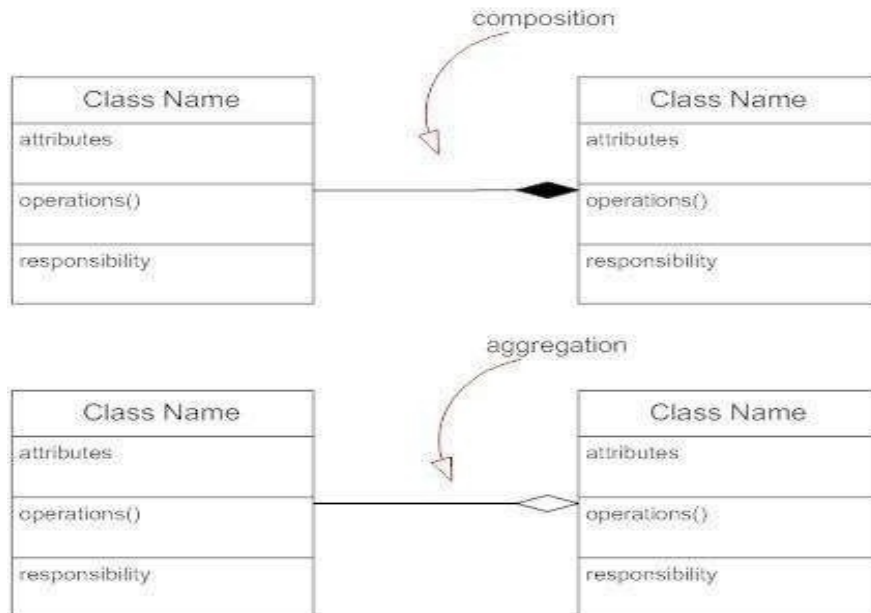 composition
Class Name
attributes
operations()
responsibility
Class Name
attributes
operations()
responsibility
aggregation
Class Name
attributes
operations()
responsibility
Class Name
attributes
operations()
responsibility